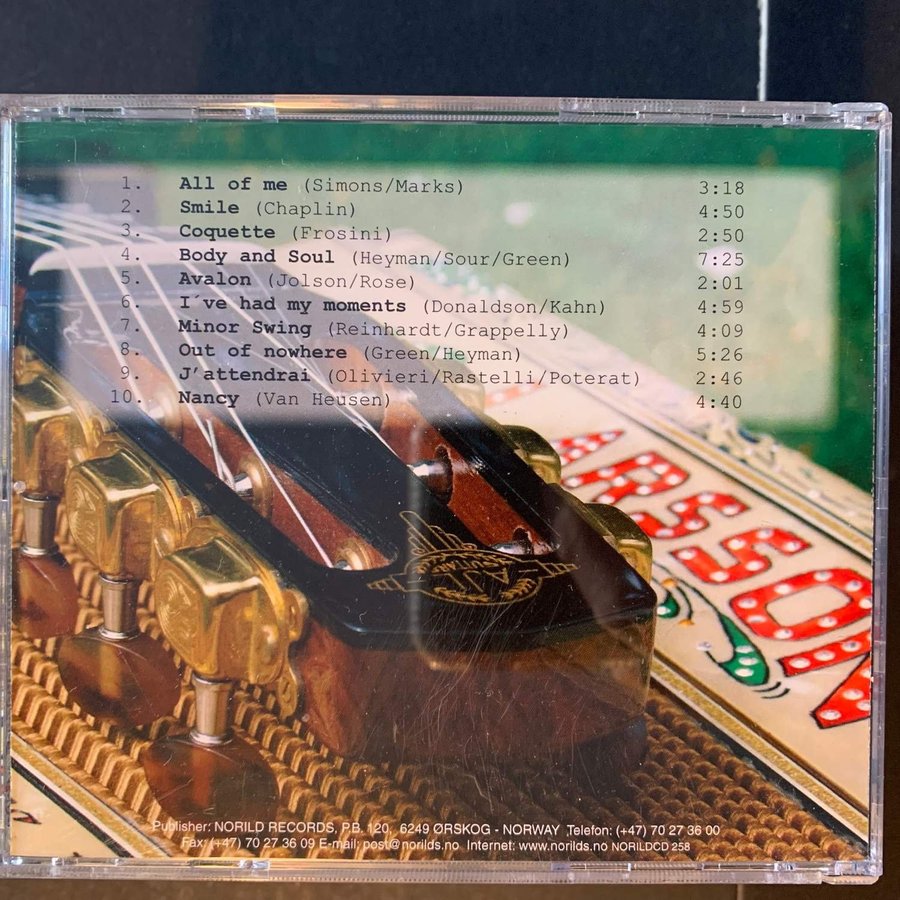 1. All of me (Simons/Marks) 3:18
2. Smile (Chaplin) 4:50
3. Coquette (Frosini) 2:50
4. Body and Soul (Heyman/Sour/Green) 7:25
5. Avalon (Jolson/Rose) 2:01
6. I´ve had my moments (Donaldson/Kahn) 4:59
7. Minor Swing (Reinhardt/Grappelly) 4:09
8. Out of nowhere (Green/Heyman) 5:26
9. J'attendrai (Olivieri/Rastelli/Poterat) 2:46
10. Nancy (Van Heusen) 4:40
ARSSON
AJL
GUITARS
Publisher: NORILD RECORDS, P.B. 120, 6249 ØRSKOG - NORWAY Telefon: (+47) 70 27 36 00
Fax: (+47) 70 27 36 09 E-mail: post@norilds.no Internet: www.norilds.no NORILDCD 258